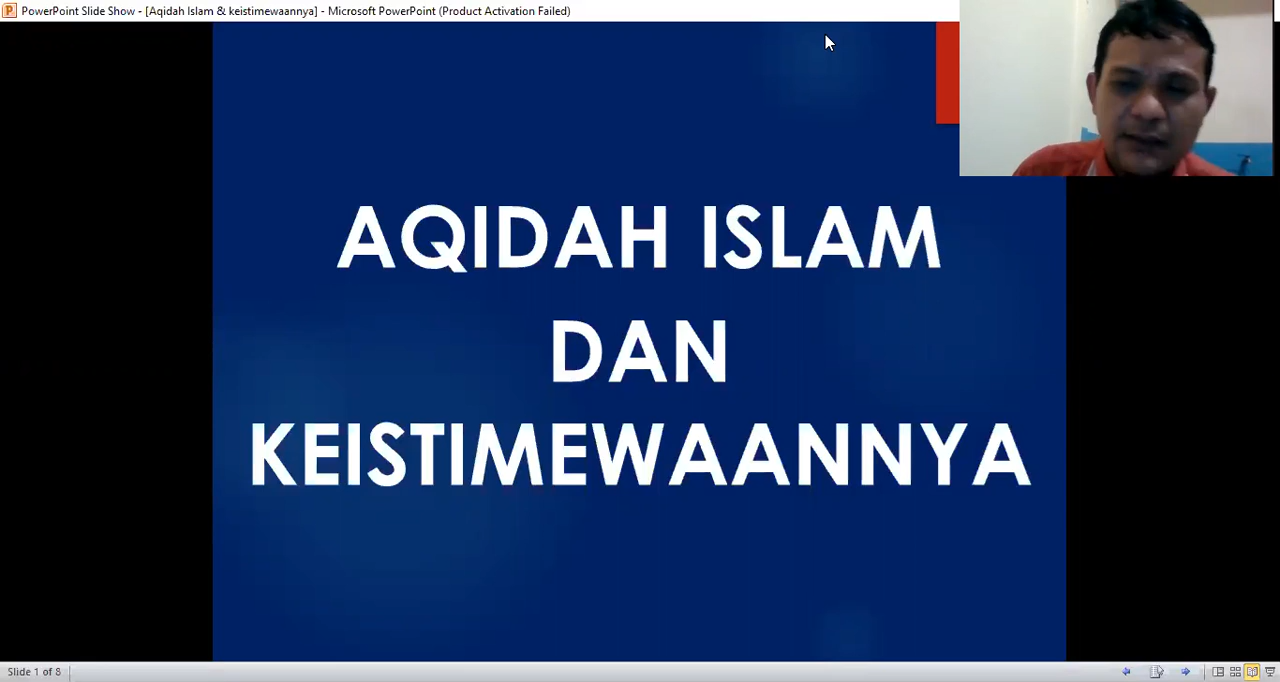 PowerPoint Slide Show - [Aqidah Islam & keistimewaannya] - Microsoft PowerPoint (Product Activation Failed)
AQIDAH ISLAM
DAN
KEISTIMEWAANNYA
Slide 1 of 8